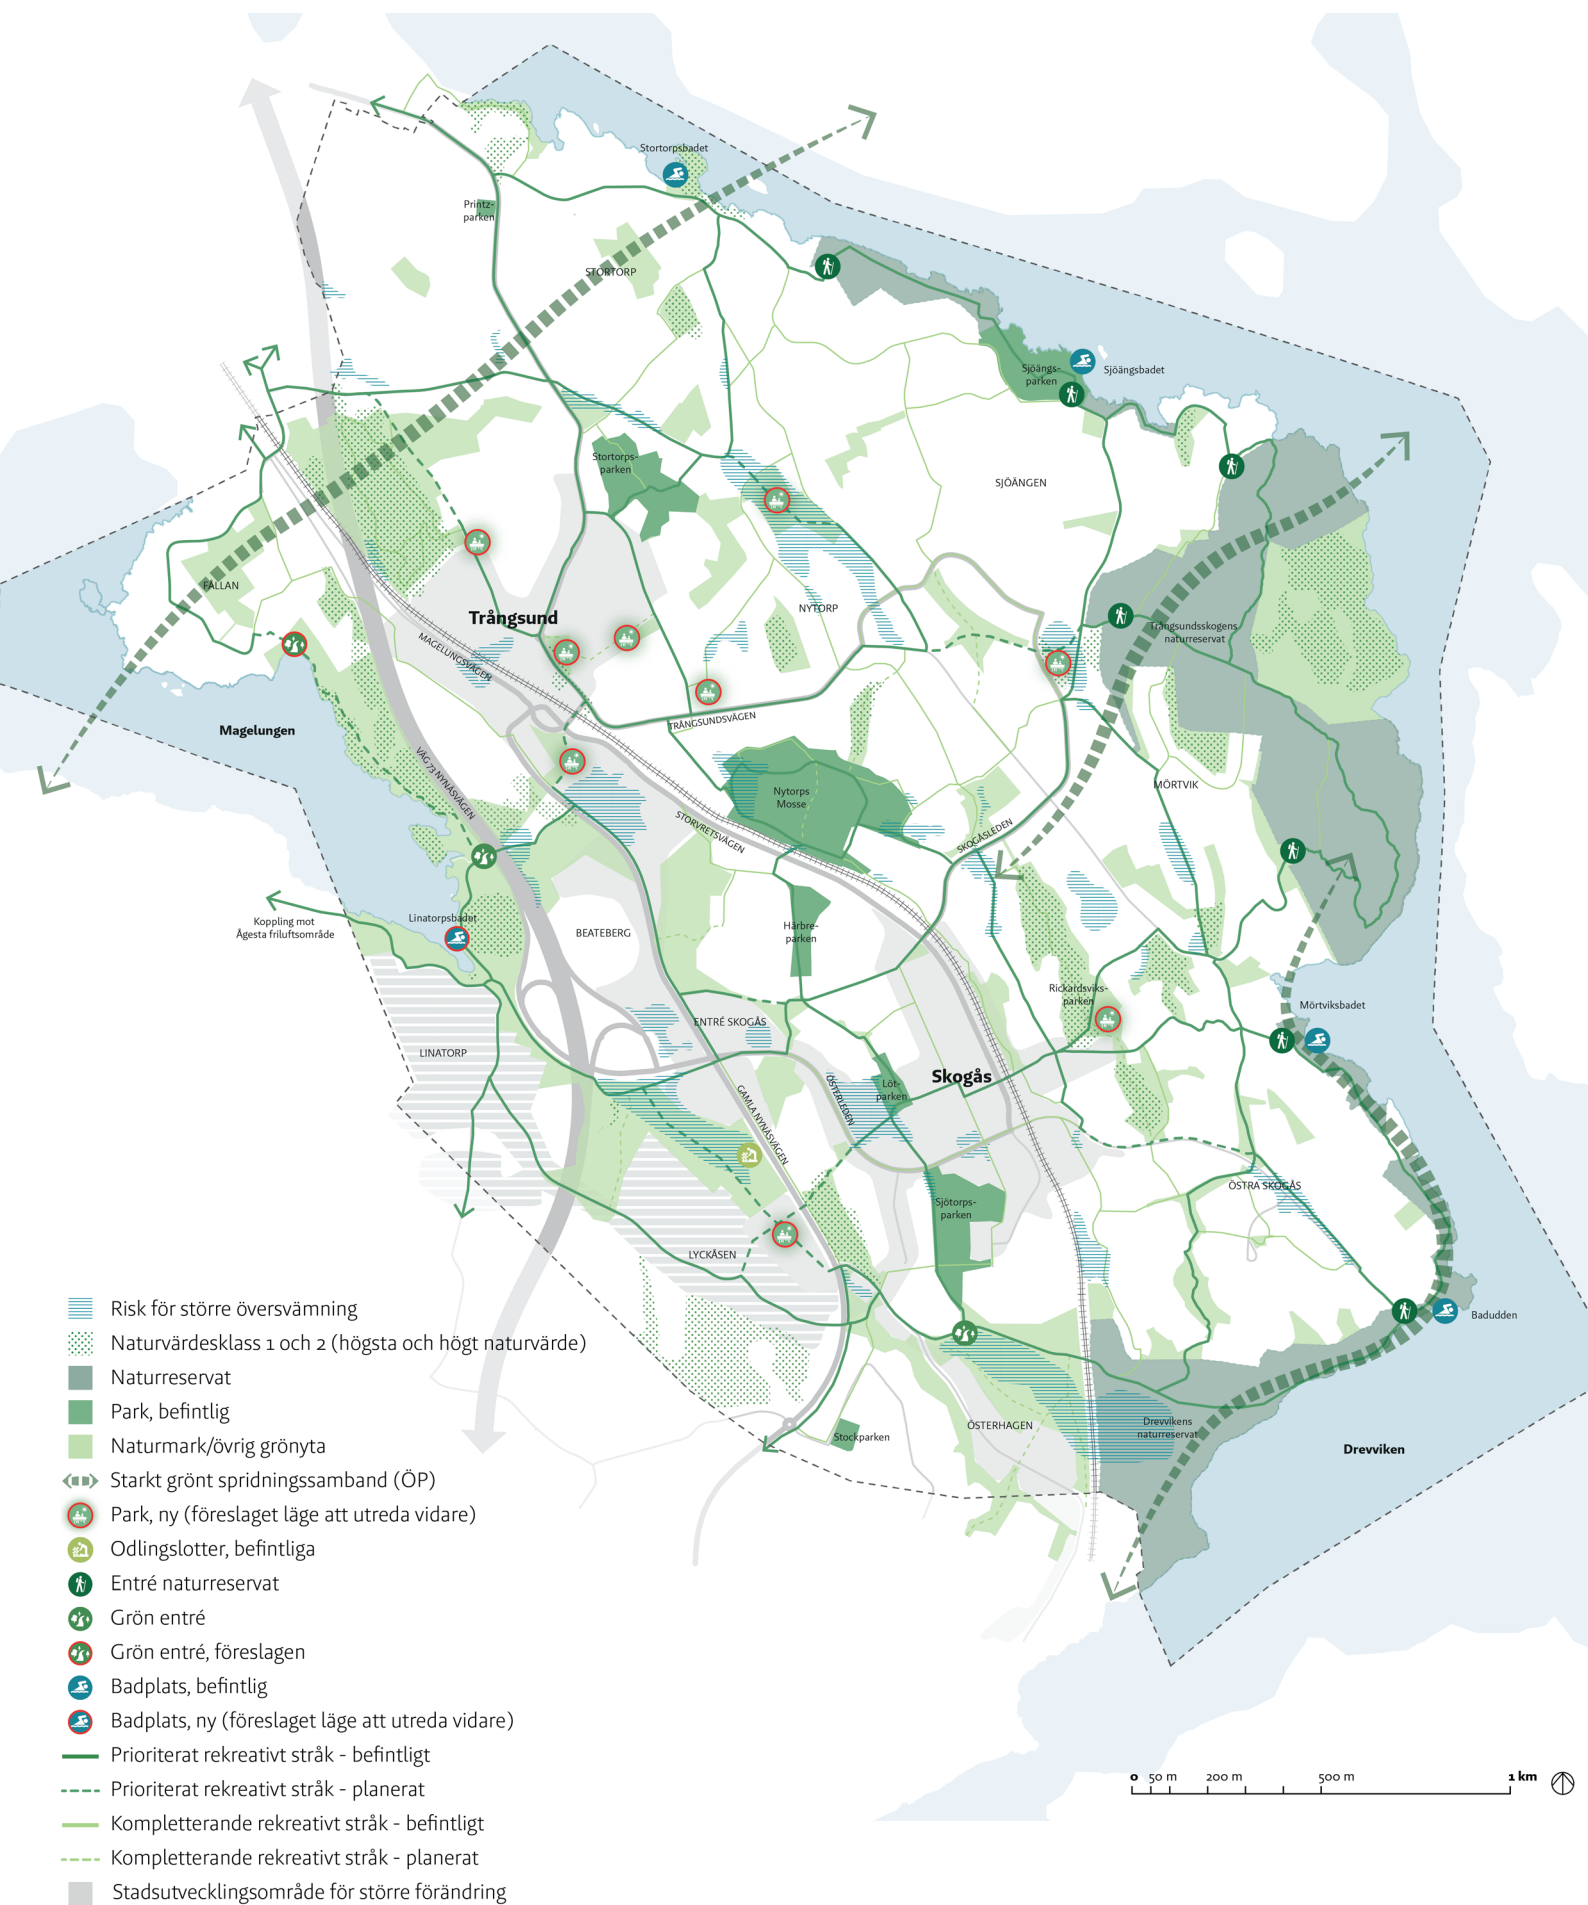 Stortorpsbadet
Printz-
parken
STORTORP
Sjöängs-
parken
Sjöängsbadet
Stortorps-
parken
SJÖÄNGEN
FÅLLAN
Trångsund
NYTORP
Trångsundsskogens
naturreservat
MAGELUNGSVÄGEN
Magelungen
TRÅNGSUNDSVÄGEN
VÄG 73 NYNÄSVÄGEN
MÖRTVIK
Nytorps
Mosse
STORVRETSVÄGEN
SKOGÅSLEDEN
Linatorpsbadet
Koppling mot
Ågesta friluftsområde
BEATEBERG
Härbre-
parken
Rickardsviks-
parken
Mörtviksbadet
ENTRÉ SKOGÅS
LINATORP
Skogås
Löt-
parken
ÖSTERLEDEN
GAMLA NYNÄSVÄGEN
ÖSTRA SKOGÅS
Sjötorps-
parken
LYCKÅSEN
Badudden
ÖSTERHAGEN
Drevvikens
naturreservat
Stockparken
Drevviken
Risk för större översvämning
Naturvärdesklass 1 och 2 (högsta och högt naturvärde)
Naturreservat
Park, befintlig
Naturmark/övrig grönyta
Starkt grönt spridningssamband (ÖP)
Park, ny (föreslaget läge att utreda vidare)
Odlingslotter, befintliga
Entré naturreservat
Grön entré
Grön entré, föreslagen
Badplats, befintlig
Badplats, ny (föreslaget läge att utreda vidare)
Prioriterat rekreativt stråk - befintligt
Prioriterat rekreativt stråk - planerat
Kompletterande rekreativt stråk - befintligt
Kompletterande rekreativt stråk - planerat
Stadsutvecklingsområde för större förändring
0 50 m 200 m 500 m 1 km